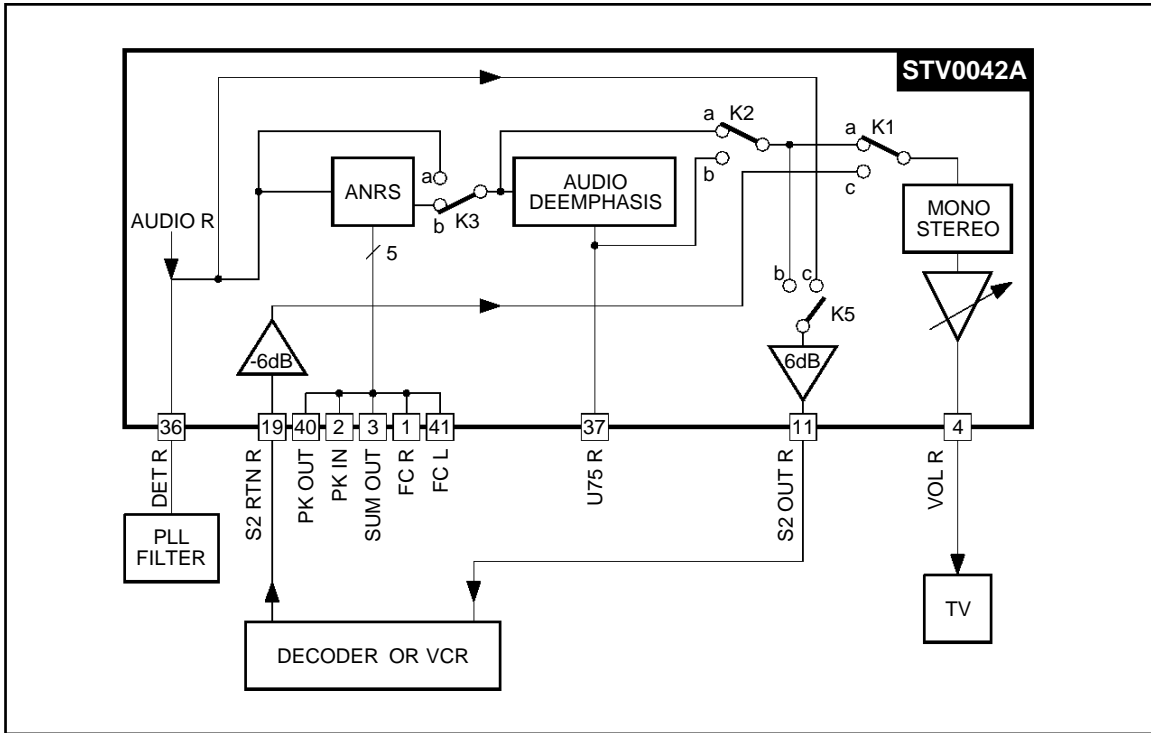 STV0042A
a
K2
a
K1
a
ANRS
b
K3
AUDIO
DEEMPHASIS
b
c
MONO
STEREO
AUDIO R
5
b
c
K5
-6dB
6dB
36
19
40
2
3
1
41
37
11
4
DET R
S2 RTN R
PK OUT
PK IN
SUM OUT
FC R
FC L
U75 R
S2 OUT R
VOL R
PLL
FILTER
TV
DECODER OR VCR